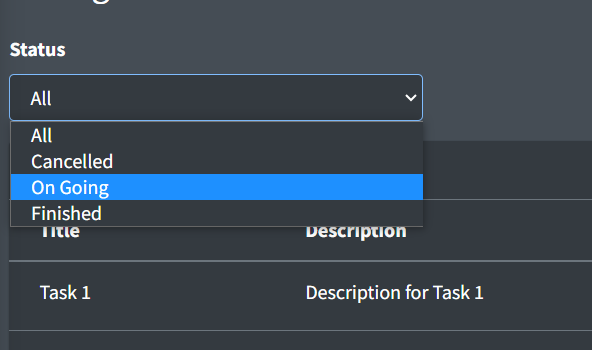 Status
All
All
Cancelled
On Going
Finished
Title Description
Task 1 Description for Task 1